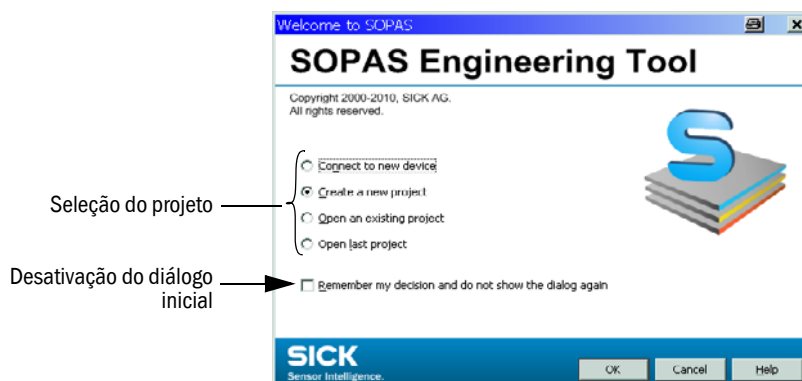 Welcome to SOPAS
SOPAS Engineering Tool
Copyright 2000-2010, SICK AG.
All rights reserved.
Seleção do projeto
Connect to new device
Create a new project
Open an existing project
Open last project
Desativação do diálogo
inicial
Remember my decision and do not show the dialog again
S
SICK
Sensor Intelligence.
OK
Cancel
Help